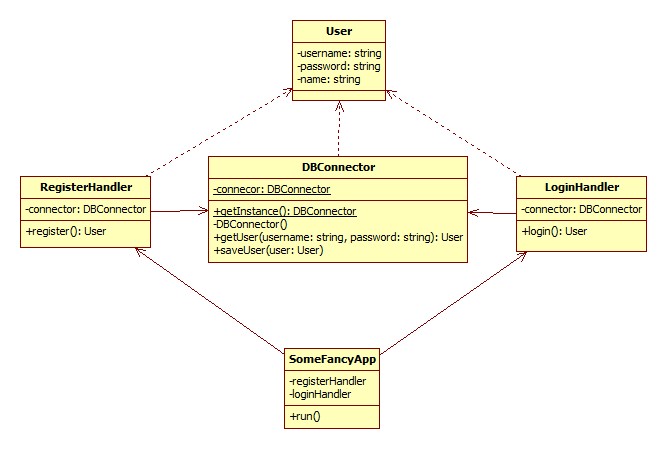 User
-username: string
-password: string
-name: string
RegisterHandler
-connector: DBConnector
+register(): User
DBConnector
-connecor: DBConnector
+getInstance(): DBConnector
-DBConnector()
+getUser(username: string, password: string): User
+saveUser(user: User)
LoginHandler
-connector: DBConnector
+login(): User
SomeFancyApp
-registerHandler
-loginHandler
+run()